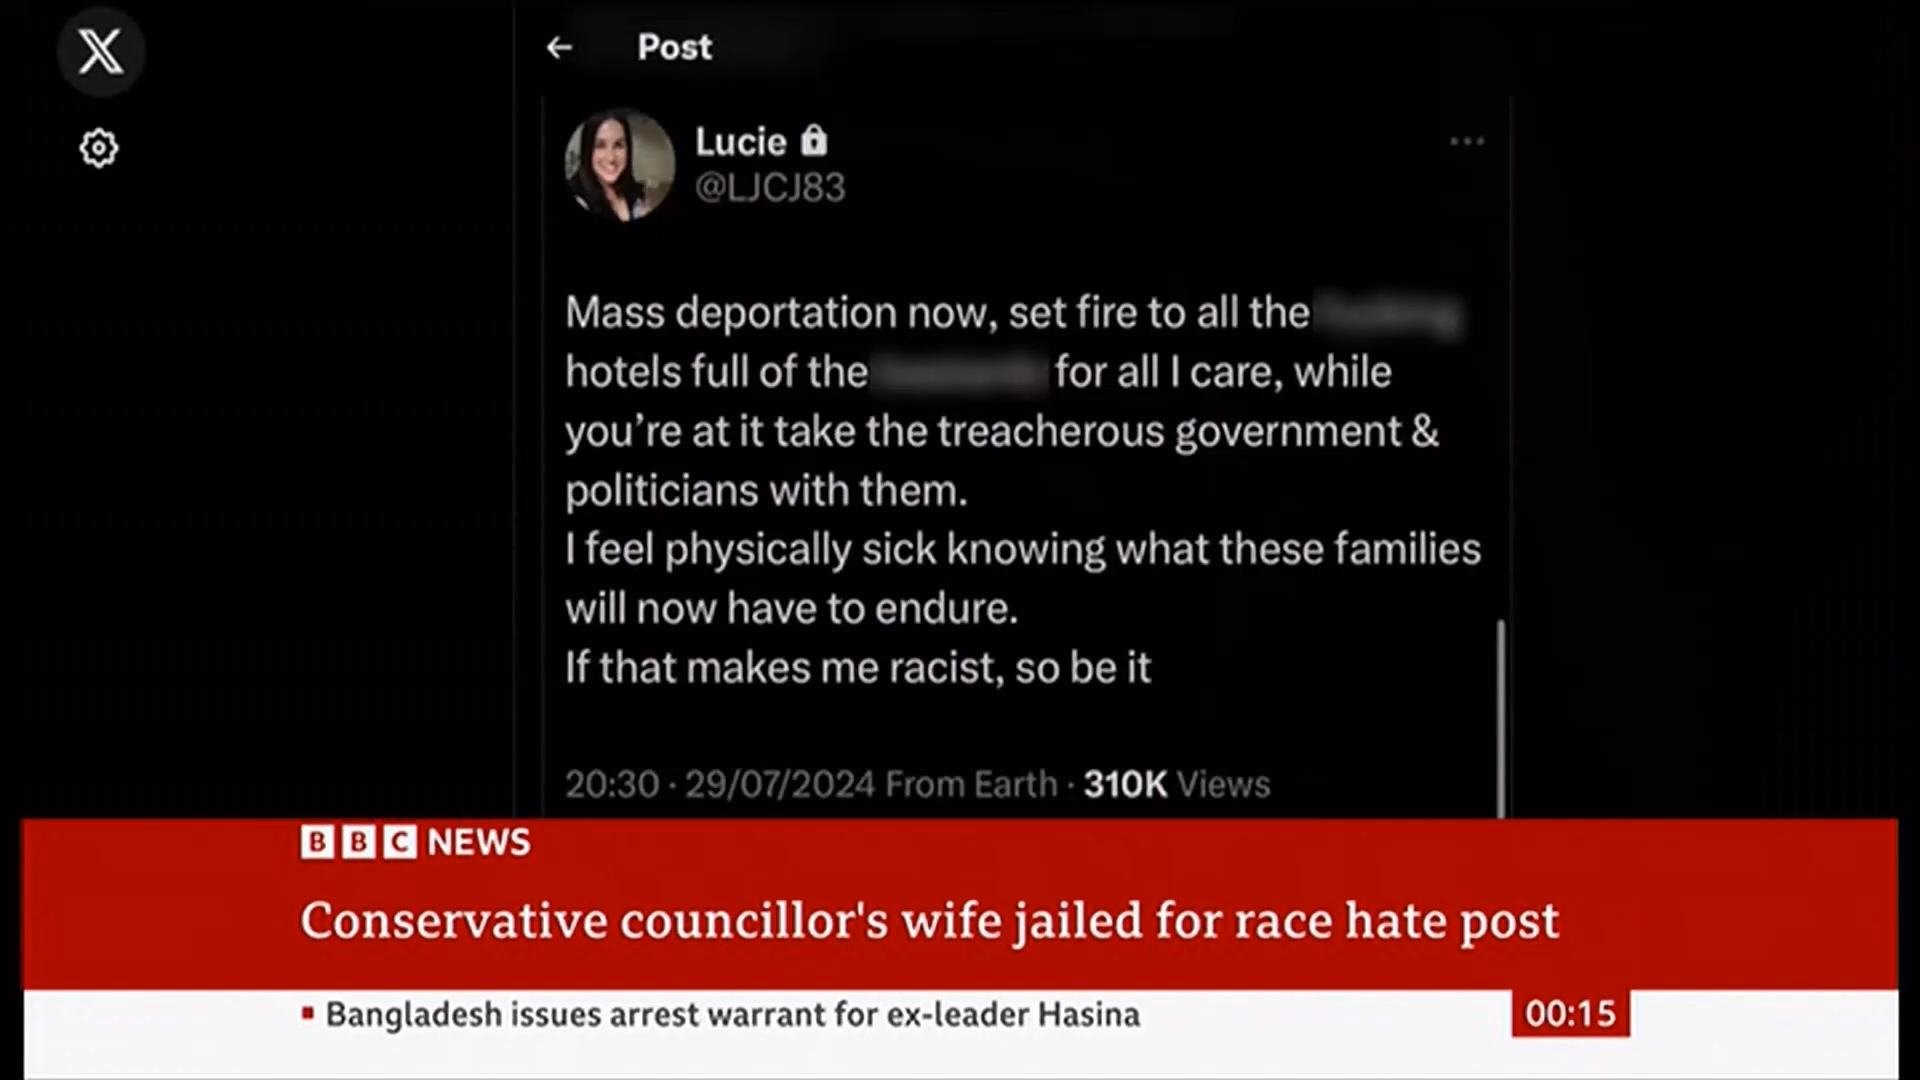 X
Post
Lucie
@LJCJ83
Mass deportation now, set fire to all the
hotels full of the for all I care, while
you're at it take the treacherous government &
politicians with them.
I feel physically sick knowing what these families
will now have to endure.
If that makes me racist, so be it
20:30 · 29/07/2024 From Earth · 310K Views
BBC NEWS
Conservative councillor's wife jailed for race hate post
Bangladesh issues arrest warrant for ex-leader Hasina
00:15